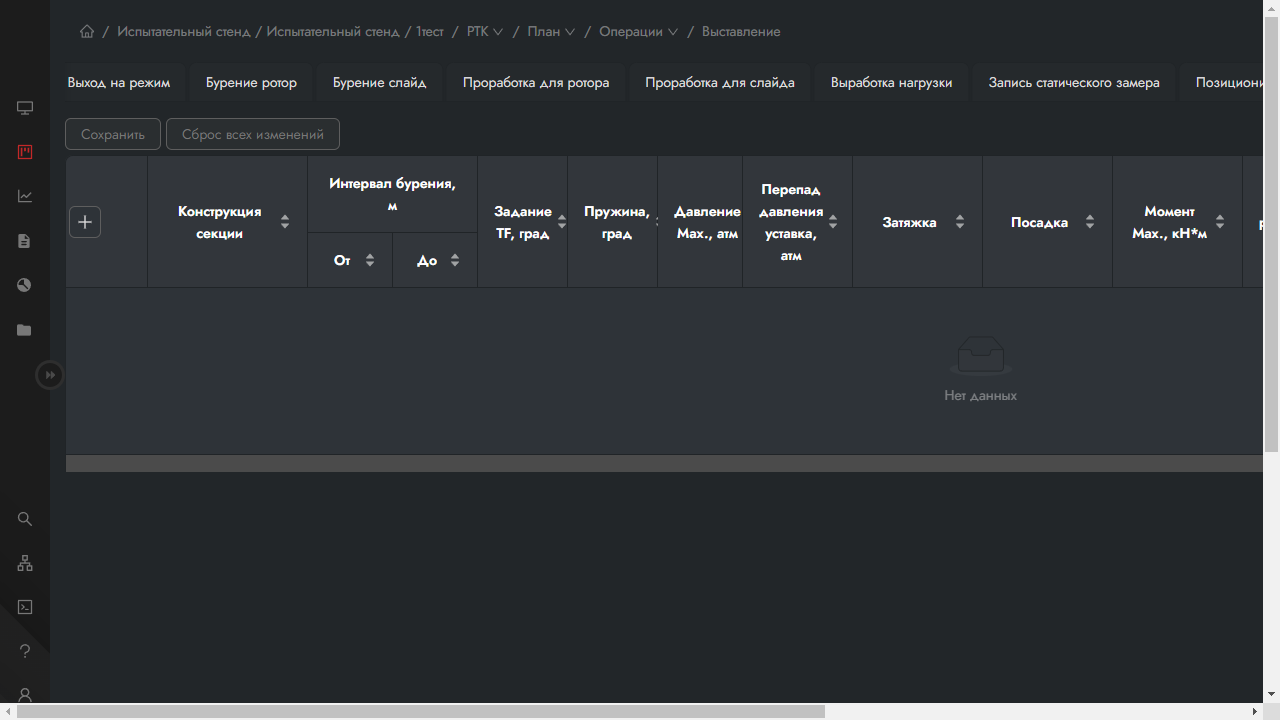 / Испытательный стенд / Испытательный стенд / 1тест / РТК / План / Операции / Выставление
Выход на режим Бурение ротор Бурение слайд Проработка для ротора Проработка для слайда Выработка нагрузки Запись статического замера Позициони
Сохранить Сброс всех изменений
Конструкция
секции
Интервал бурения,
м
От До
Задание
TF, град
Пружина,
град
Давление
Max., атм
Перепад
давления
уставка,
атм
Затяжка
Посадка
Момент
Max., кН*м
Нет данных